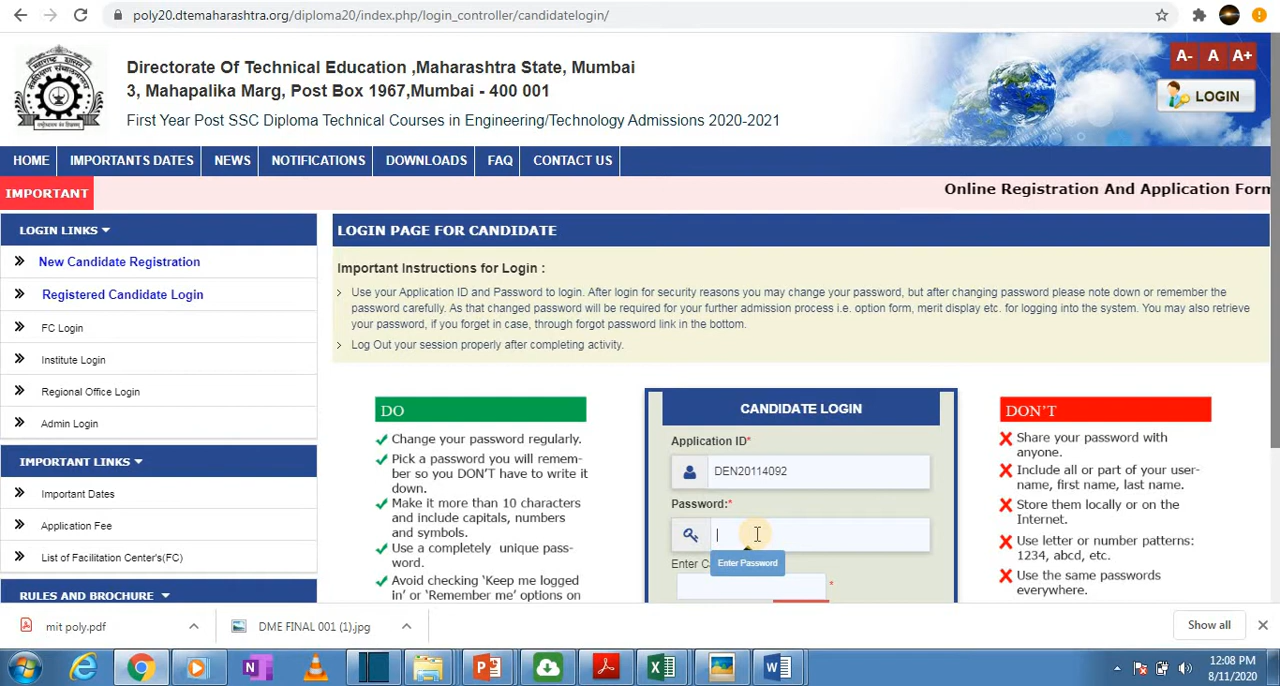 poly20.dtemaharashtra.org/diploma20/index.php/login_controller/candidatelogin/
Directorate Of Technical Education ,Maharashtra State, Mumbai
3, Mahapalika Marg, Post Box 1967,Mumbai - 400 001
First Year Post SSC Diploma Technical Courses in Engineering/Technology Admissions 2020-2021
A- A A+
LOGIN
HOME IMPORTANTS DATES NEWS NOTIFICATIONS DOWNLOADS FAQ CONTACT US
IMPORTANT
Online Registration And Application Form
LOGIN LINKS
New Candidate Registration
Registered Candidate Login
FC Login
Institute Login
Regional Office Login
Admin Login
IMPORTANT LINKS
Important Dates
Application Fee
List of Facilitation Center's(FC)
RULES AND BROCHURE
LOGIN PAGE FOR CANDIDATE
Important Instructions for Login :
Use your Application ID and Password to login. After login for security reasons you may change your password, but after changing password please note down or remember the
password carefully. As that changed password will be required for your further admission process i.e. option form, merit display etc. for logging into the system. You may also retrieve
your password, if you forget in case, through forgot password link in the bottom.
Log Out your session properly after completing activity.
DO
Change your password regularly.
Pick a password you will remem-
ber so you DON'T have to write it
down.
Make it more than 10 characters
and include capitals, numbers
and symbols.
Use a completely unique pass-
word.
Avoid checking 'Keep me logged
in' or 'Remember me' options on
CANDIDATE LOGIN
Application ID*
DEN20114092
Password:*
Enter Password
Enter C
*
DON'T
Share your password with
anyone.
Include all or part of your user-
name, first name, last name.
Store them locally or on the
Internet.
Use letter or number patterns:
1234, abcd, etc.
Use the same passwords
everywhere.
mit poly.pdf
DME FINAL 001 (1).jpg
Show all
12:08 PM
8/11/2020